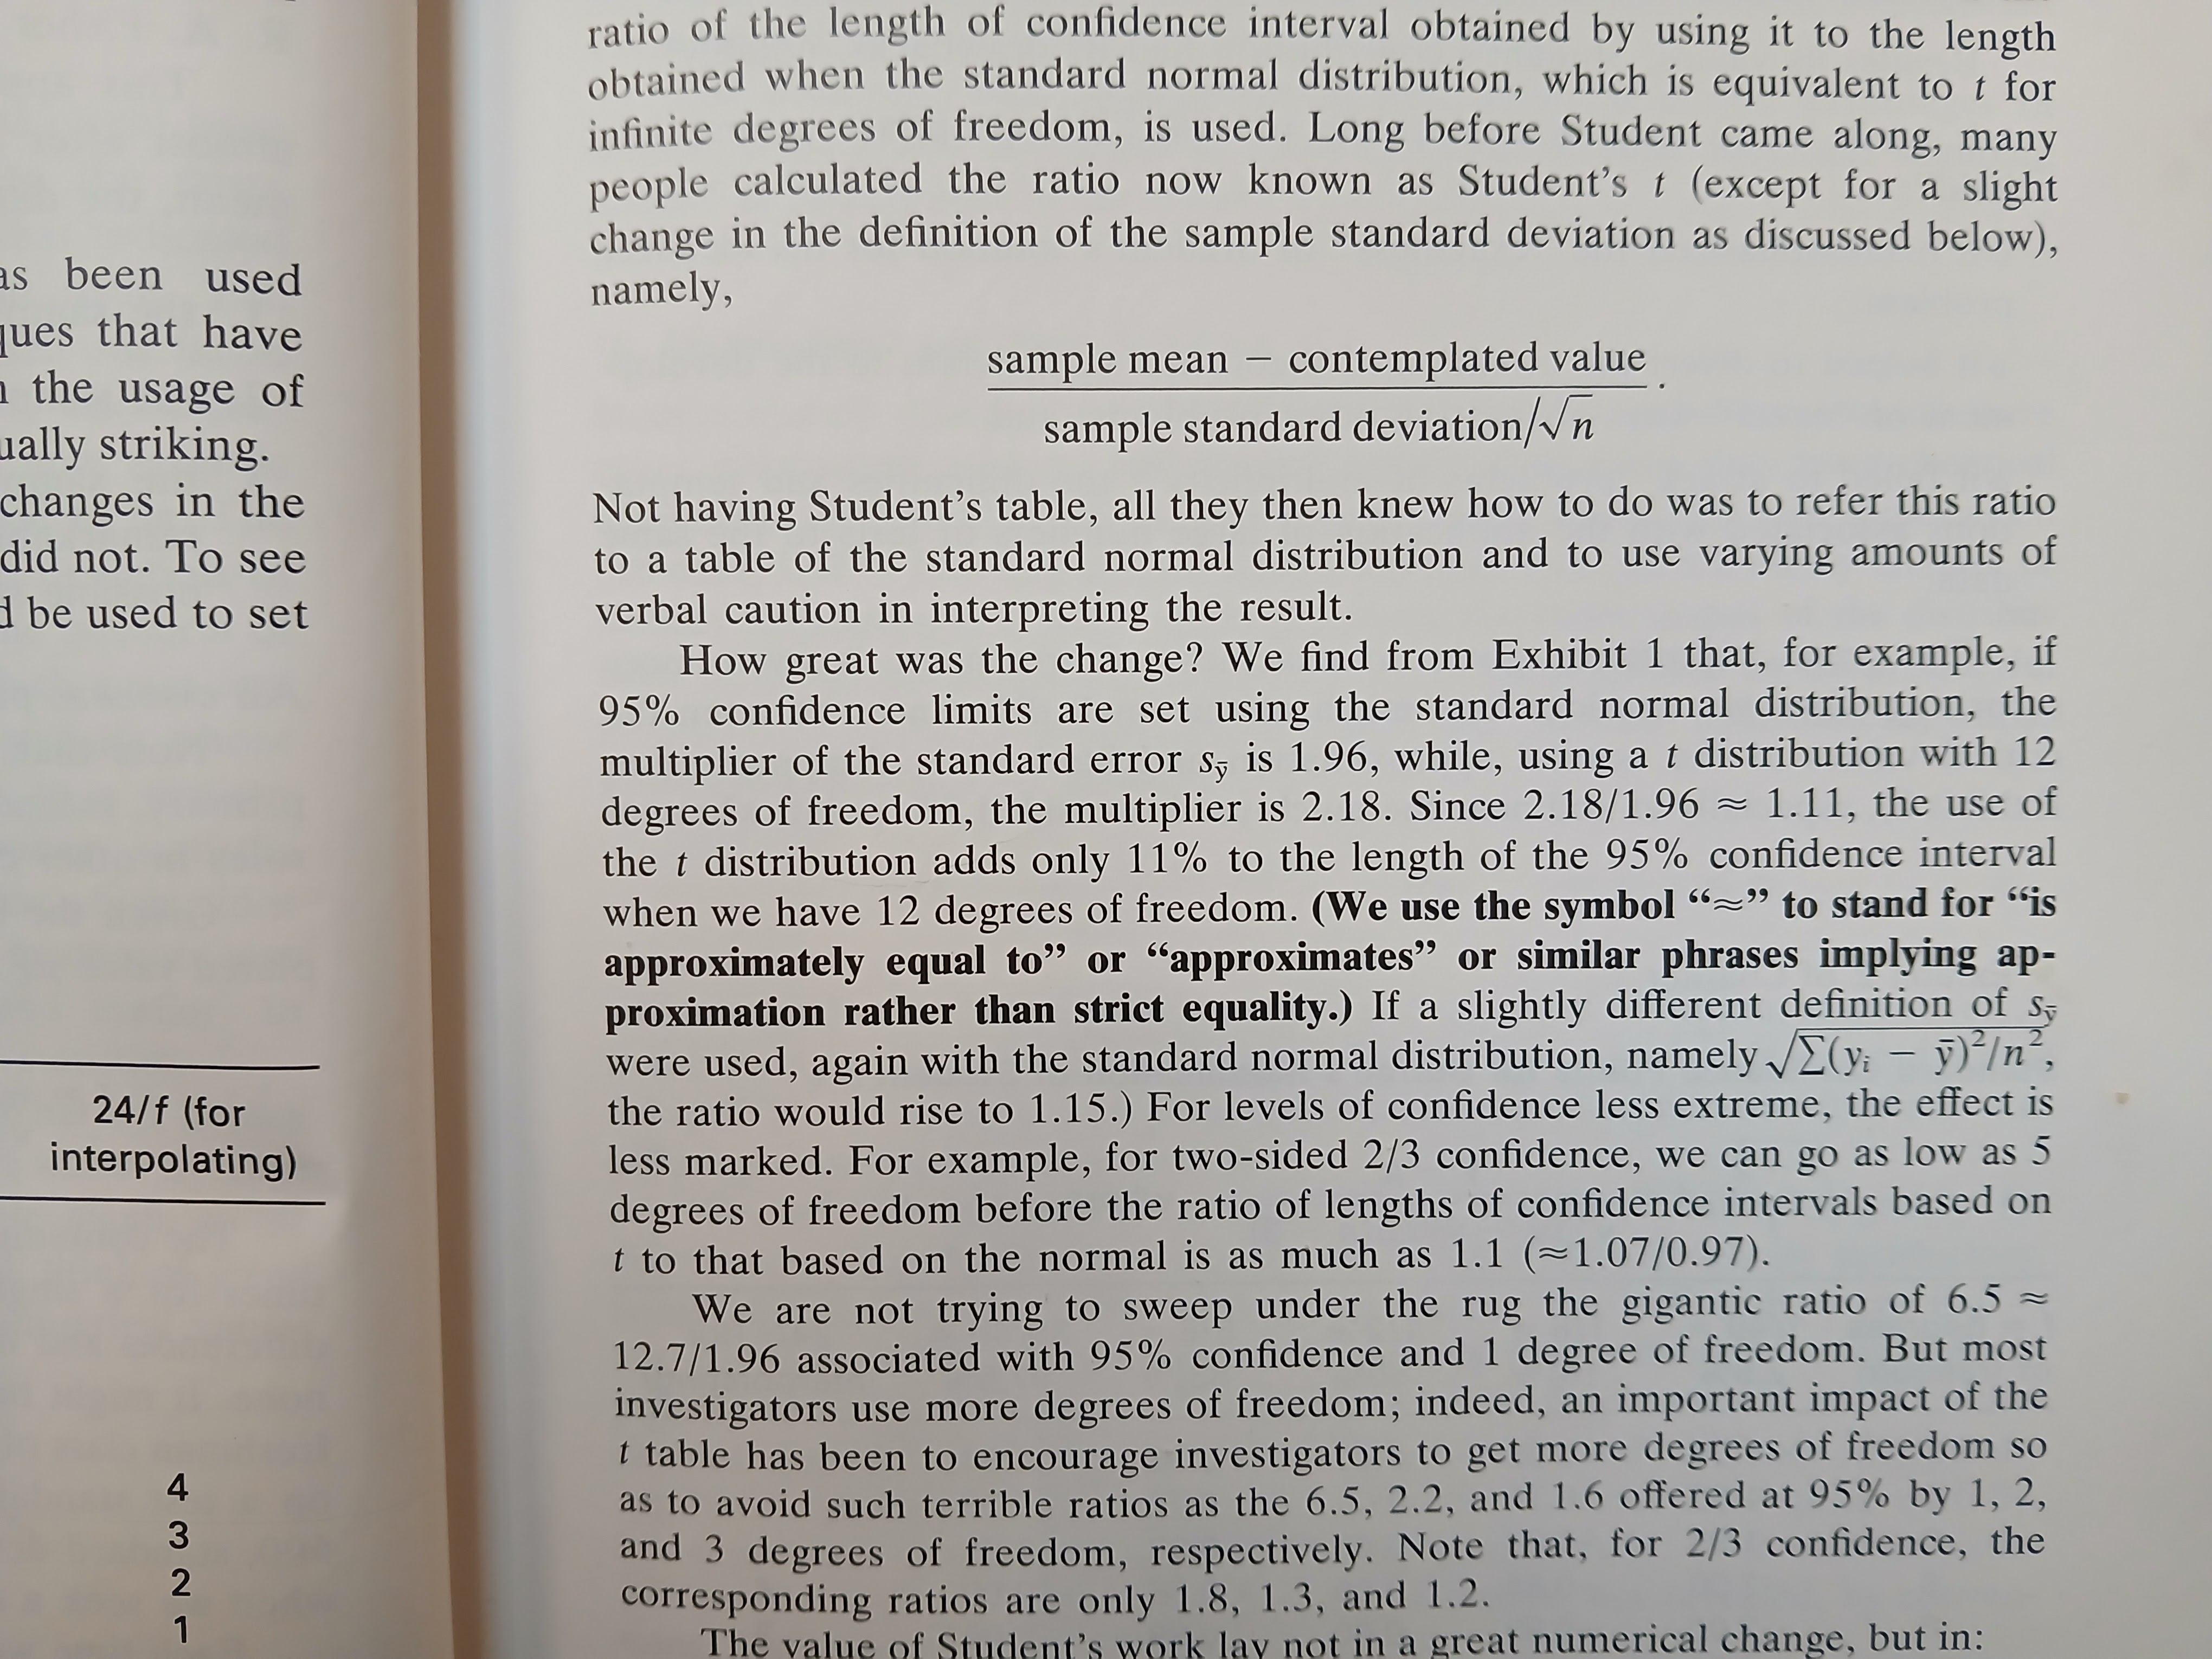 as been used
ques that have
the usage of
ually striking.
changes in the
did not. To see
d be used to set
24/f (for
interpolating)
4
3
2
1
ratio of the length of confidence interval obtained by using it to the length
obtained when the standard normal distribution, which is equivalent to t for
infinite degrees of freedom, is used. Long before Student came along, many
people calculated the ratio now known as Student's t (except for a slight
change in the definition of the sample standard deviation as discussed below),
namely,
sample mean − contemplated value
sample standard deviation/√n .
Not having Student's table, all they then knew how to do was to refer this ratio
to a table of the standard normal distribution and to use varying amounts of
verbal caution in interpreting the result.
How great was the change? We find from Exhibit 1 that, for example, if
95% confidence limits are set using the standard normal distribution, the
multiplier of the standard error sȳ is 1.96, while, using a t distribution with 12
degrees of freedom, the multiplier is 2.18. Since 2.18/1.96 ≈ 1.11, the use of
the t distribution adds only 11% to the length of the 95% confidence interval
when we have 12 degrees of freedom. (We use the symbol “≈” to stand for “is
approximately equal to” or “approximates” or similar phrases implying ap-
proximation rather than strict equality.) If a slightly different definition of sȳ
were used, again with the standard normal distribution, namely √Σ(yᵢ − ȳ)²/n²,
the ratio would rise to 1.15.) For levels of confidence less extreme, the effect is
less marked. For example, for two-sided 2/3 confidence, we can go as low as 5
degrees of freedom before the ratio of lengths of confidence intervals based on
t to that based on the normal is as much as 1.1 (≈1.07/0.97).
We are not trying to sweep under the rug the gigantic ratio of 6.5 ≈
12.7/1.96 associated with 95% confidence and 1 degree of freedom. But most
investigators use more degrees of freedom; indeed, an important impact of the
t table has been to encourage investigators to get more degrees of freedom so
as to avoid such terrible ratios as the 6.5, 2.2, and 1.6 offered at 95% by 1, 2,
and 3 degrees of freedom, respectively. Note that, for 2/3 confidence, the
corresponding ratios are only 1.8, 1.3, and 1.2.
The value of Student's work lay not in a great numerical change, but in: